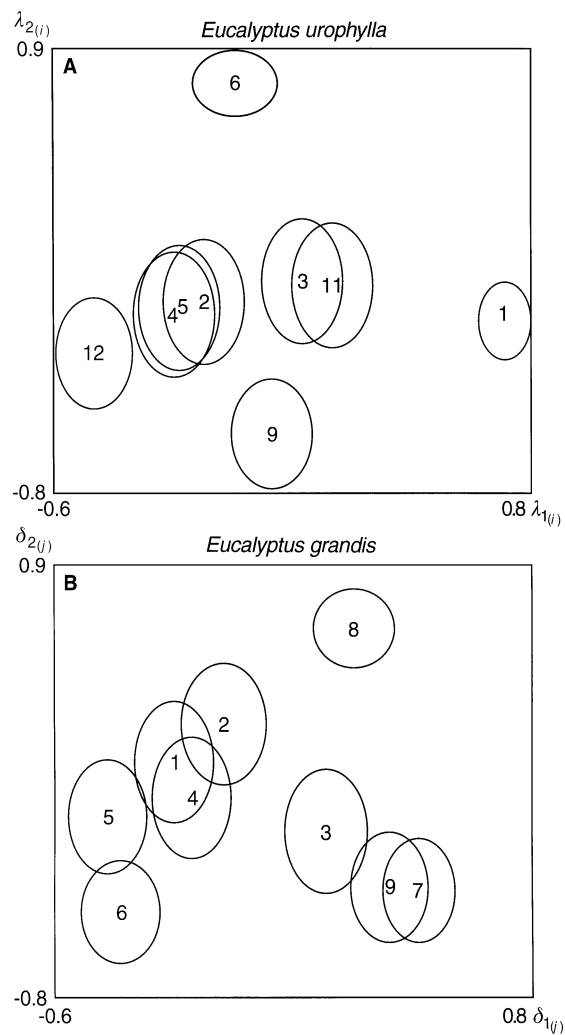 λ2(i)
Eucalyptus urophylla
0.9
A
6
3 11
5 2
4
1
12
9
-0.8
-0.6 0.8 λ1(i)
δ2(j)
Eucalyptus grandis
0.9
B
8
2
1
4
5
3
9 7
6
-0.8
-0.6 0.8 δ1(j)